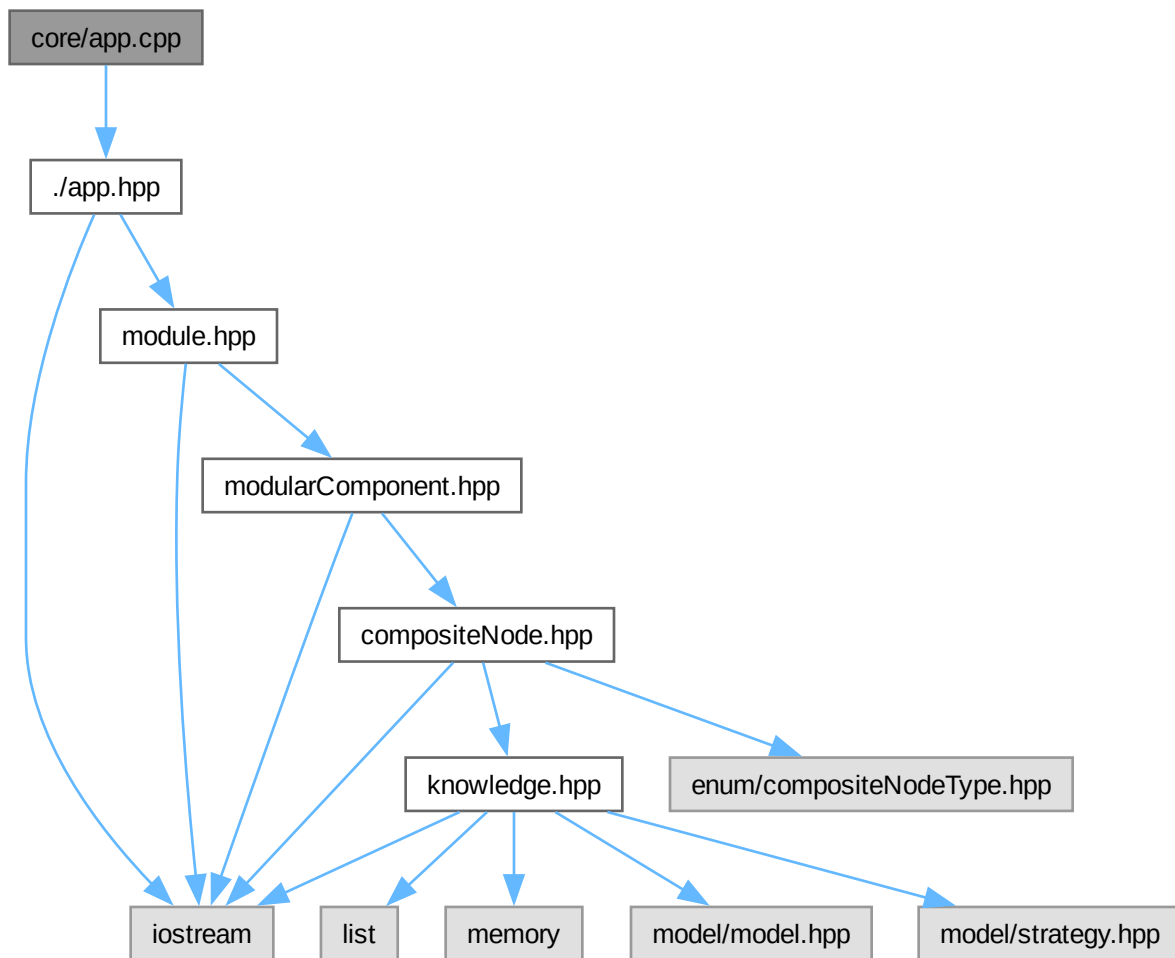 core/app.cpp
./app.hpp
module.hpp
modularComponent.hpp
compositeNode.hpp
knowledge.hpp
enum/compositeNodeType.hpp
iostream
list
memory
model/model.hpp
model/strategy.hpp